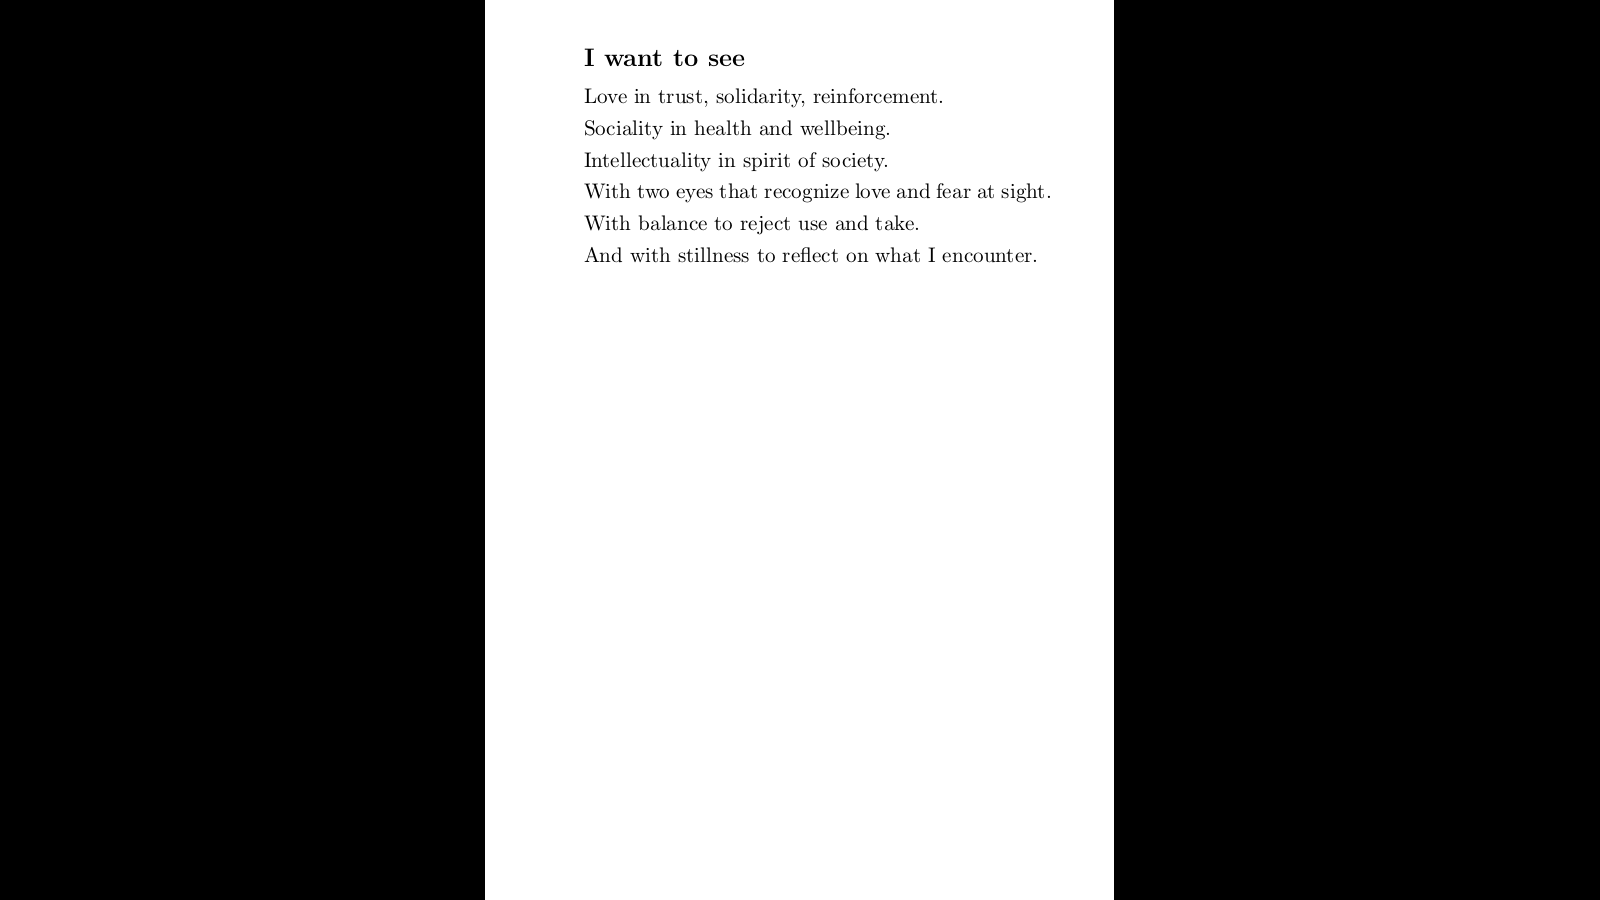 I want to see
Love in trust, solidarity, reinforcement.
Sociality in health and wellbeing.
Intellectuality in spirit of society.
With two eyes that recognize love and fear at sight.
With balance to reject use and take.
And with stillness to reflect on what I encounter.